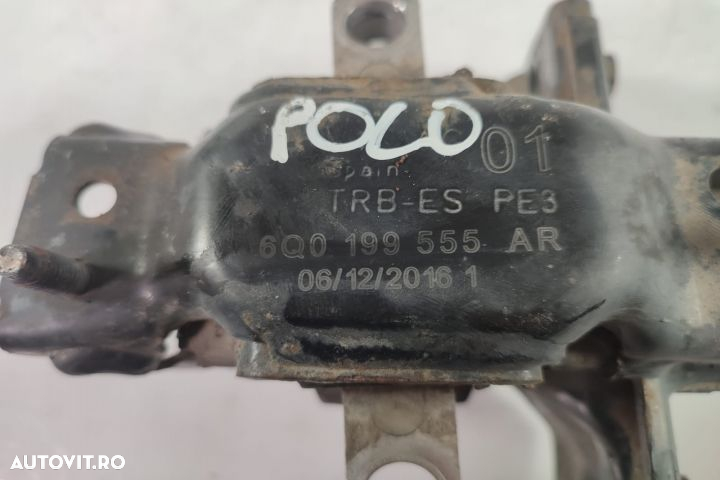 POLO
01
Spain
TRB-ES PE3
6Q0 199 555 AR
06/12/2016 1
AUTOVIT.RO